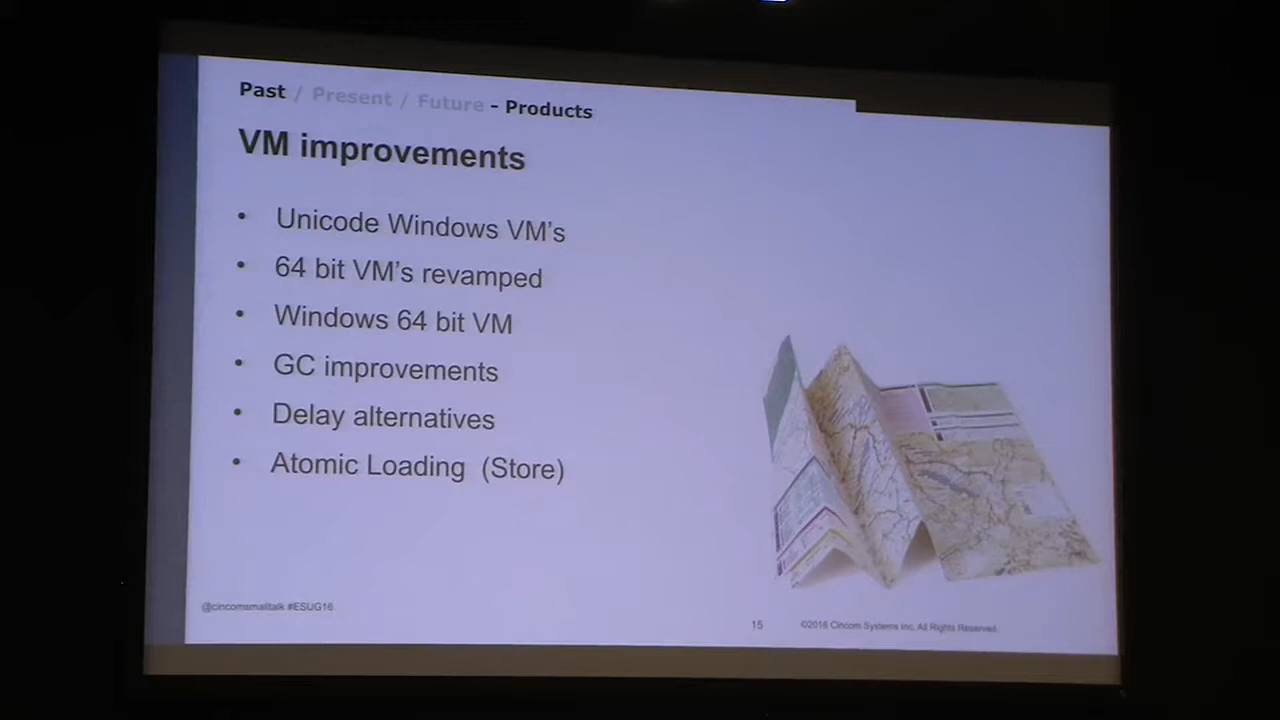 Past / Present / Future - Products
VM improvements
• Unicode Windows VM's
• 64 bit VM's revamped
• Windows 64 bit VM
• GC improvements
• Delay alternatives
• Atomic Loading (Store)
@cincomsmalltalk #ESUG16
15
©2016 Cincom Systems Inc. All Rights Reserved.